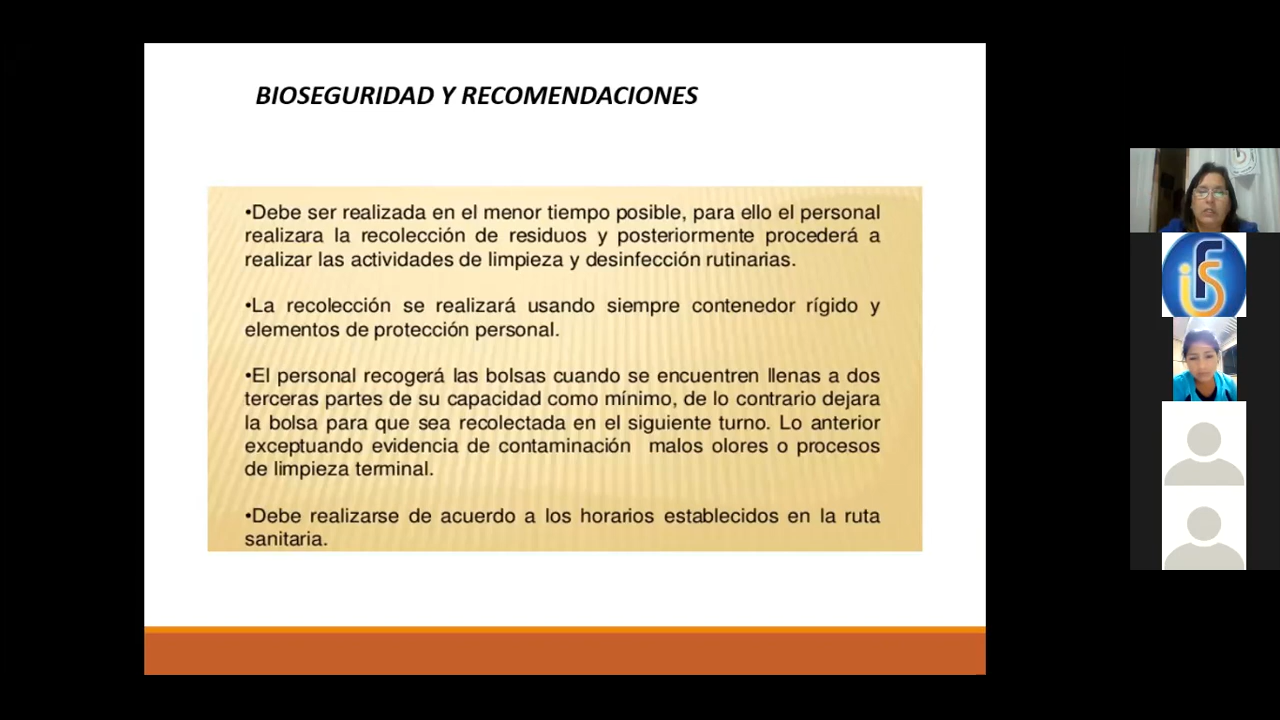 BIOSEGURIDAD Y RECOMENDACIONES
•Debe ser realizada en el menor tiempo posible, para ello el personal
realizara la recolección de residuos y posteriormente procederá a
realizar las actividades de limpieza y desinfección rutinarias.
•La recolección se realizará usando siempre contenedor rígido y
elementos de protección personal.
•El personal recogerá las bolsas cuando se encuentren llenas a dos
terceras partes de su capacidad como mínimo, de lo contrario dejara
la bolsa para que sea recolectada en el siguiente turno. Lo anterior
exceptuando evidencia de contaminación malos olores o procesos
de limpieza terminal.
•Debe realizarse de acuerdo a los horarios establecidos en la ruta
sanitaria.